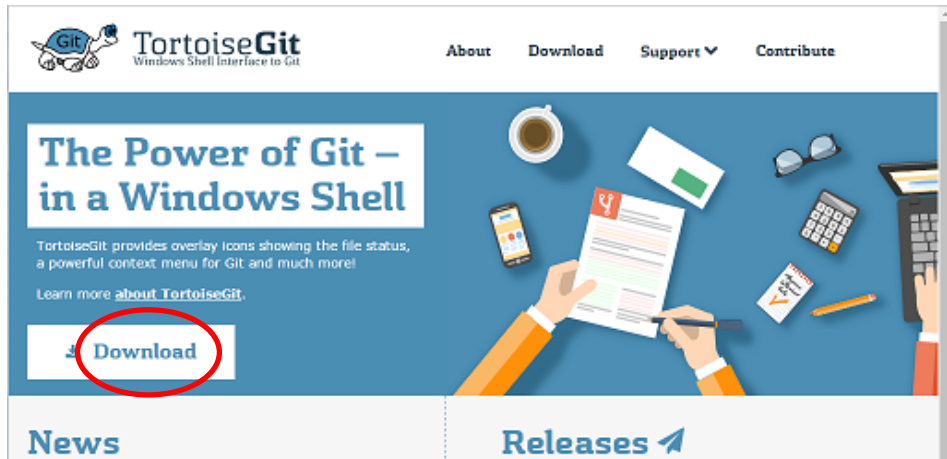 Git
TortoiseGit
Windows Shell Interface to Git
About Download Support Contribute
The Power of Git –
in a Windows Shell
TortoiseGit provides overlay icons showing the file status,
a powerful context menu for Git and much more!
Learn more about TortoiseGit.
Download
News
Releases